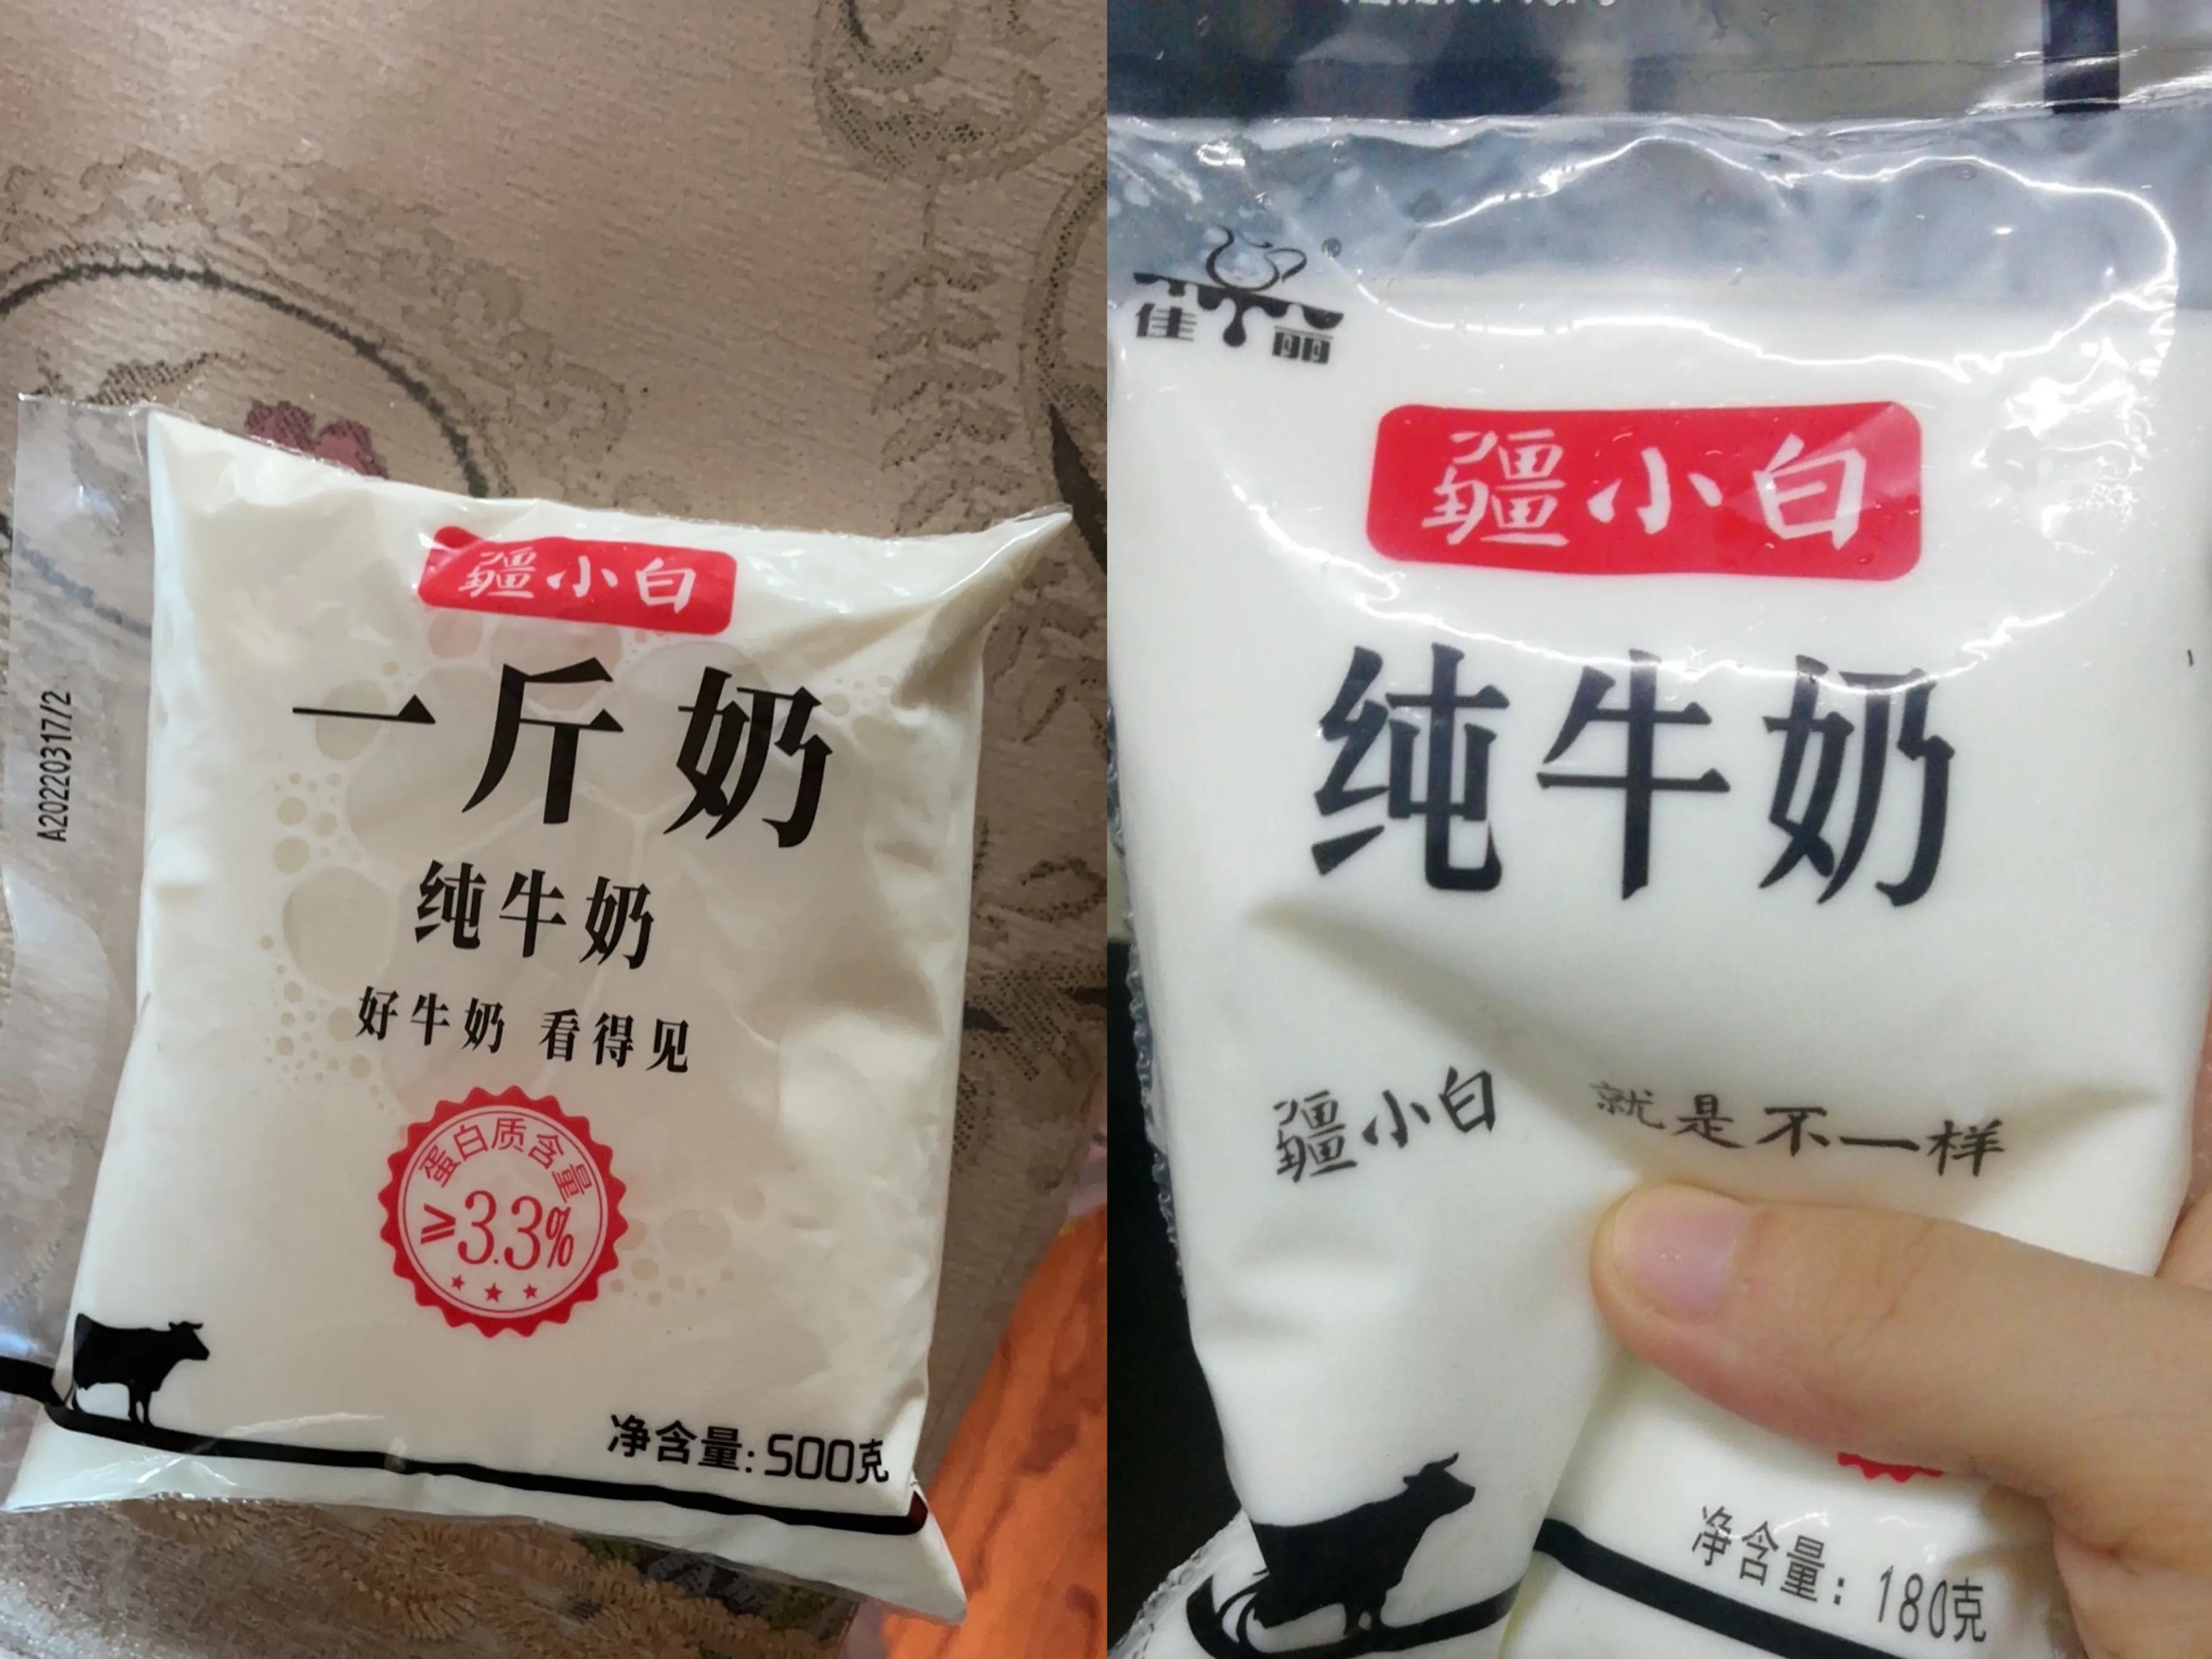 疆小白
一斤奶
纯牛奶
好牛奶 看得见
蛋白质含量
≥3.3%
净含量:500克
A20220317/2
佳丽
®
疆小白
纯牛奶
疆小白 就是不一样
净含量：180克